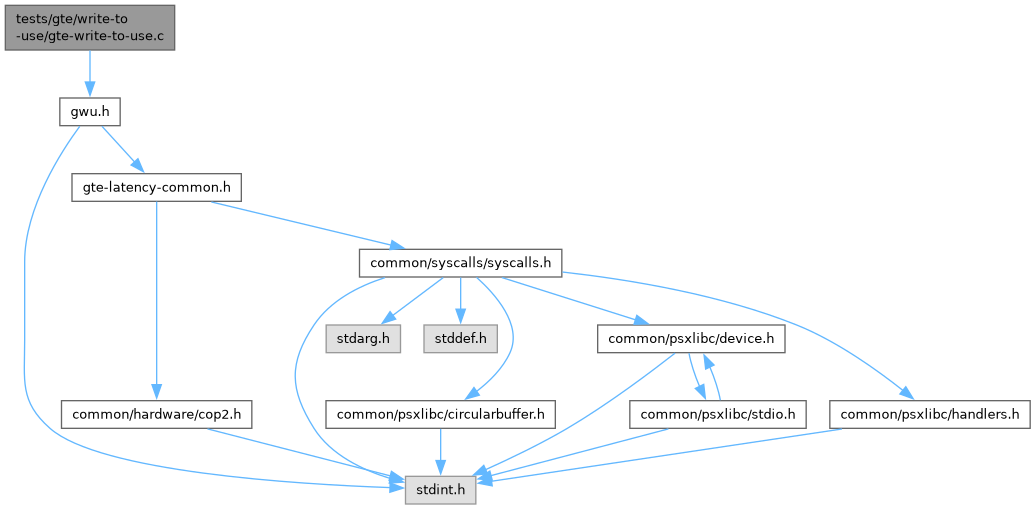 tests/gte/write-to
-use/gte-write-to-use.c
gwu.h
gte-latency-common.h
common/syscalls/syscalls.h
stdarg.h
stddef.h
common/psxlibc/device.h
common/hardware/cop2.h
common/psxlibc/circularbuffer.h
common/psxlibc/stdio.h
common/psxlibc/handlers.h
stdint.h